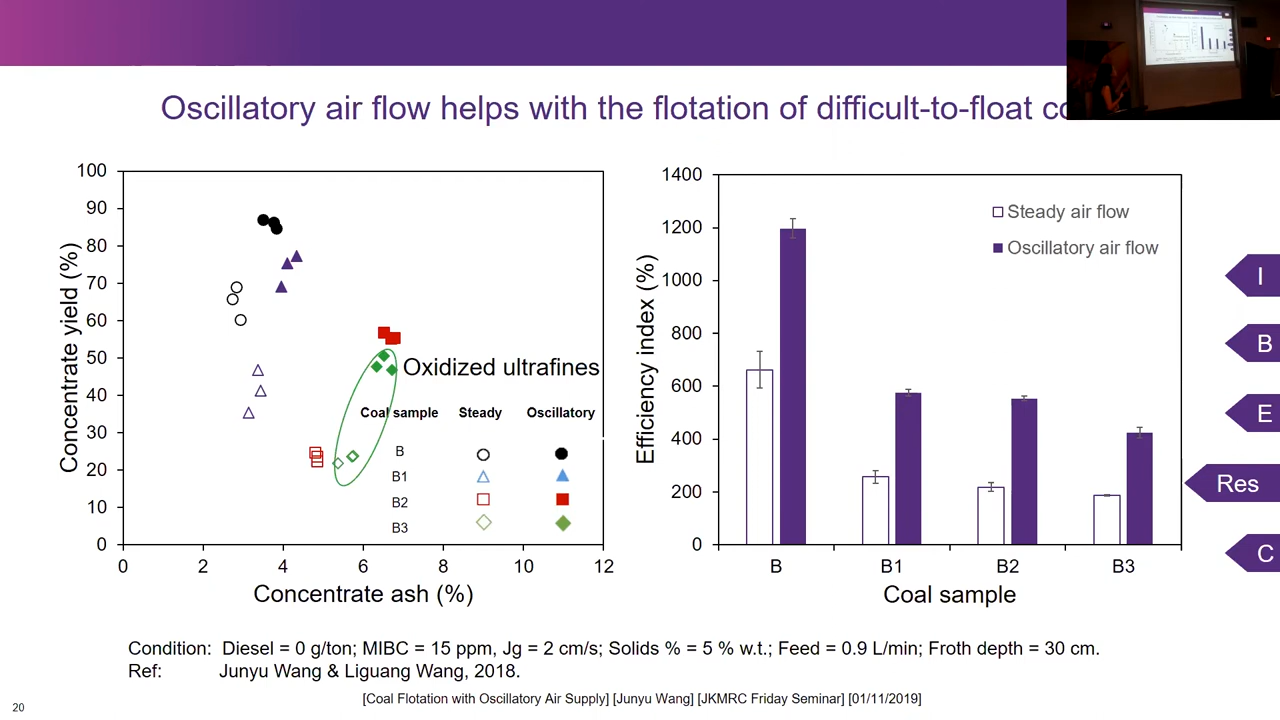 Oscillatory air flow helps with the flotation of difficult-to-float
100
90
80
70
60
50
40
30
20
10
0
0 2 4 6 8 10 12
Concentrate yield (%)
Concentrate ash (%)
Oxidized ultrafines
Coal sample Steady Oscillatory
B
B1
B2
B3
1400
1200
1000
800
600
400
200
0
Efficiency index (%)
Steady air flow
Oscillatory air flow
B B1 B2 B3
Coal sample
I
B
E
Res
C
Condition: Diesel = 0 g/ton; MIBC = 15 ppm, Jg = 2 cm/s; Solids % = 5 % w.t.; Feed = 0.9 L/min; Froth depth = 30 cm.
Ref: Junyu Wang & Liguang Wang, 2018.
[Coal Flotation with Oscillatory Air Supply] [Junyu Wang] [JKMRC Friday Seminar] [01/11/2019]
20